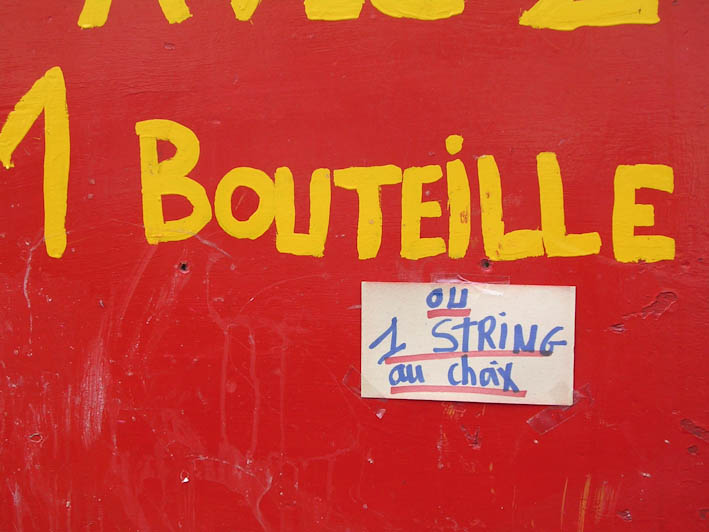 1 BOUTEiLLE
ou
1 STRiNG
au choix